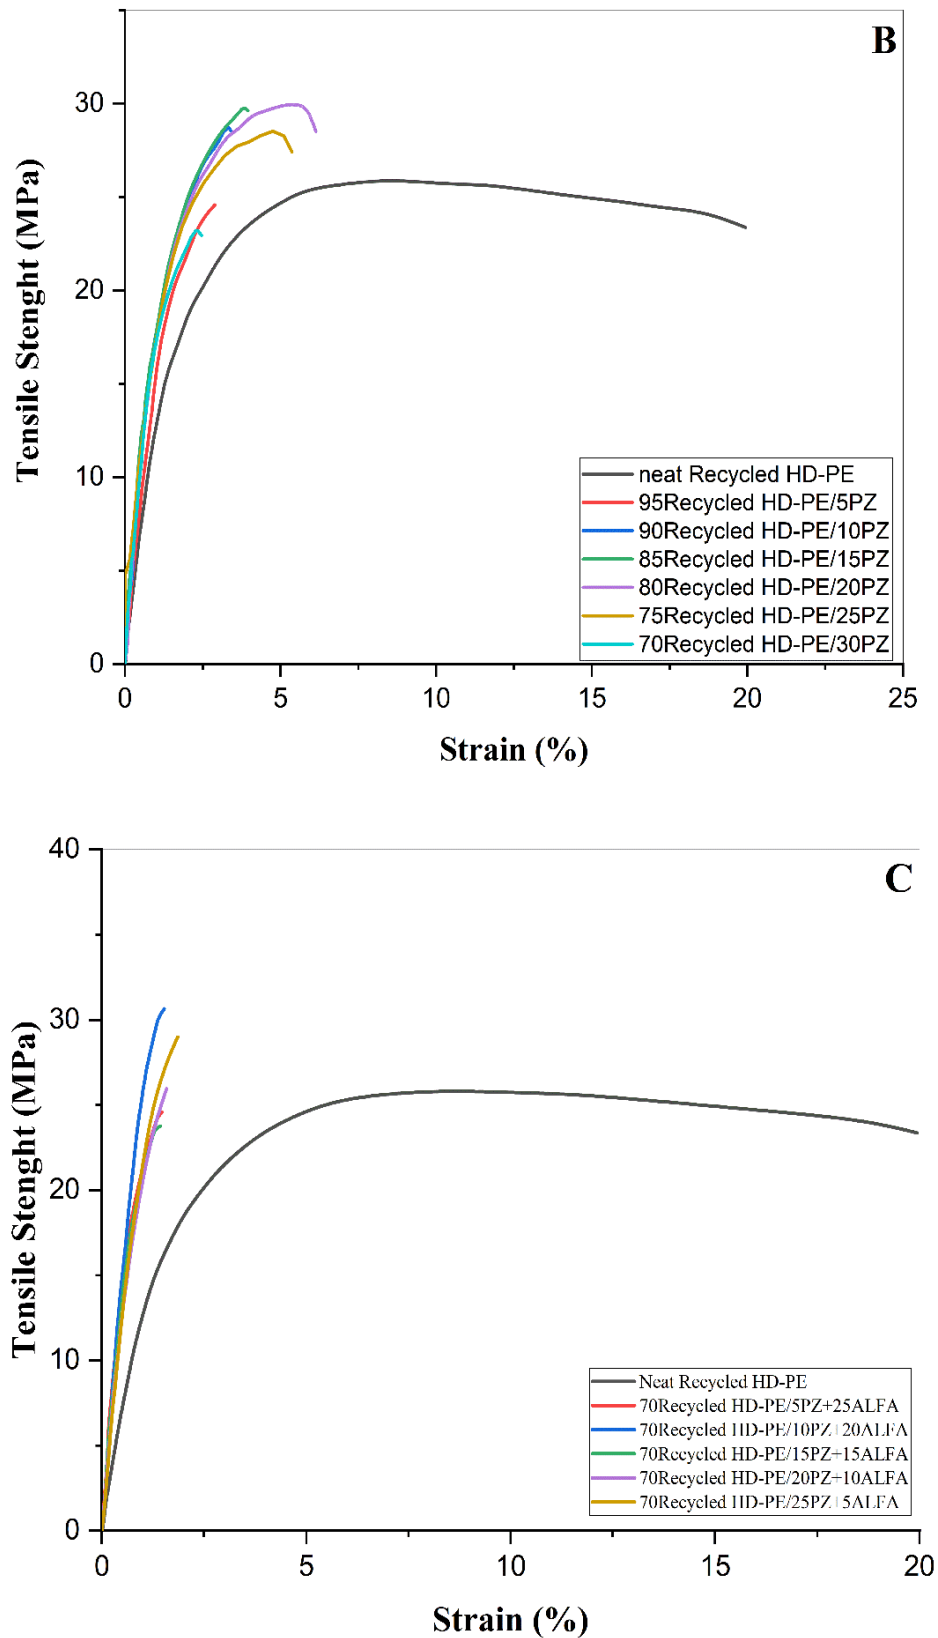 B
Tensile Stenght (MPa)
30
20
10
0
neat Recycled HD-PE
95Recycled HD-PE/5PZ
90Recycled HD-PE/10PZ
85Recycled HD-PE/15PZ
80Recycled HD-PE/20PZ
75Recycled HD-PE/25PZ
70Recycled HD-PE/30PZ
0 5 10 15 20 25
Strain (%)
C
Tensile Stenght (MPa)
40
30
20
10
0
Neat Recycled HD-PE
70Recycled HD-PE/5PZ+25ALFA
70Recycled HD-PE/10PZ+20ALFA
70Recycled HD-PE/15PZ+15ALFA
70Recycled HD-PE/20PZ+10ALFA
70Recycled HD-PE/25PZ+5ALFA
0 5 10 15 20
Strain (%)